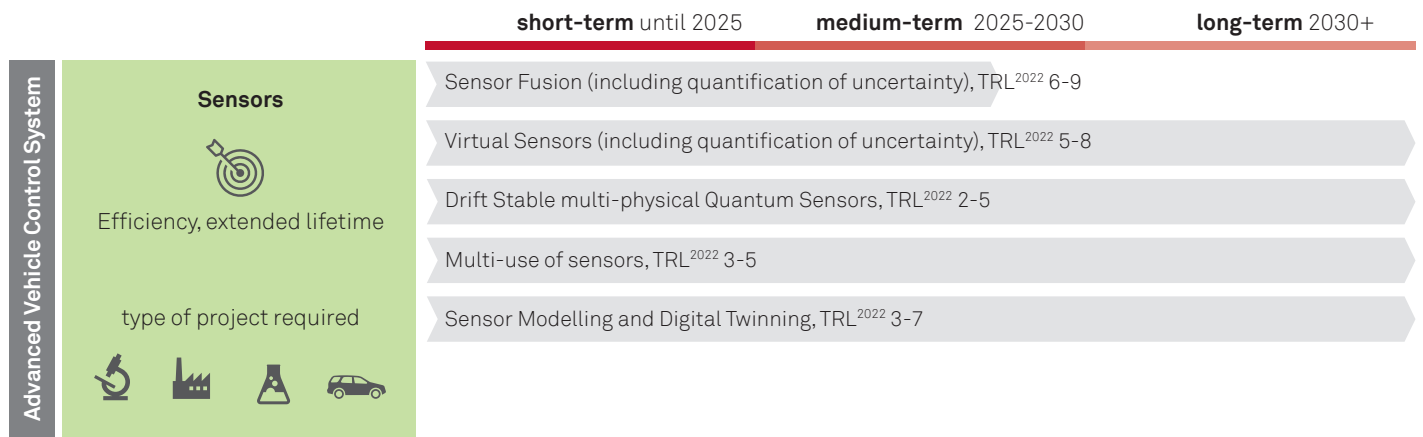 short-term until 2025
medium-term 2025-2030
long-term 2030+
Advanced Vehicle Control System
Sensors
Efficiency, extended lifetime
type of project required
Sensor Fusion (including quantification of uncertainty), TRL2022 6-9
Virtual Sensors (including quantification of uncertainty), TRL2022 5-8
Drift Stable multi-physical Quantum Sensors, TRL2022 2-5
Multi-use of sensors, TRL2022 3-5
Sensor Modelling and Digital Twinning, TRL2022 3-7